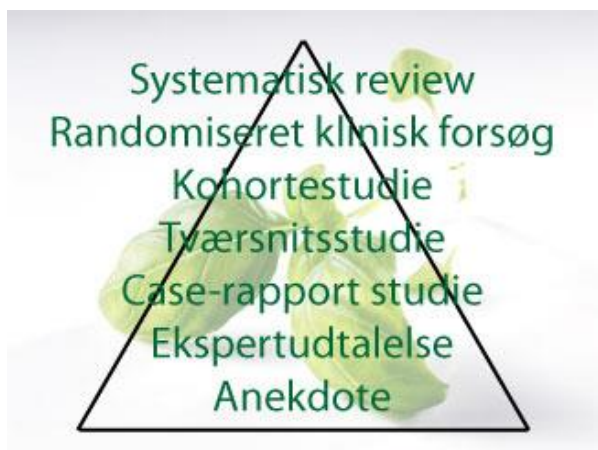 Systematisk review
Randomiseret klinisk forsøg
Kohortestudie
Tværsnitsstudie
Case-rapport studie
Ekspertudtalelse
Anekdote